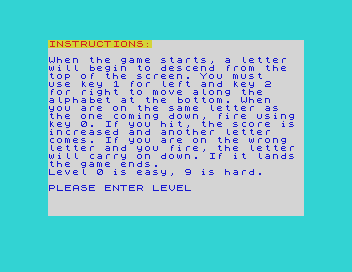 INSTRUCTIONS:
When the game starts, a letter
will begin to descend from the
top of the screen. You must
use key 1 for left and key 2
for right to move along the
alphabet at the bottom. When
you are on the same letter as
the one coming down, fire using
key 0. If you hit, the score is
increased and another letter
comes. If you are on the wrong
letter and you fire, the letter
will carry on down. If it lands
the game ends.
Level 0 is easy, 9 is hard.
PLEASE ENTER LEVEL